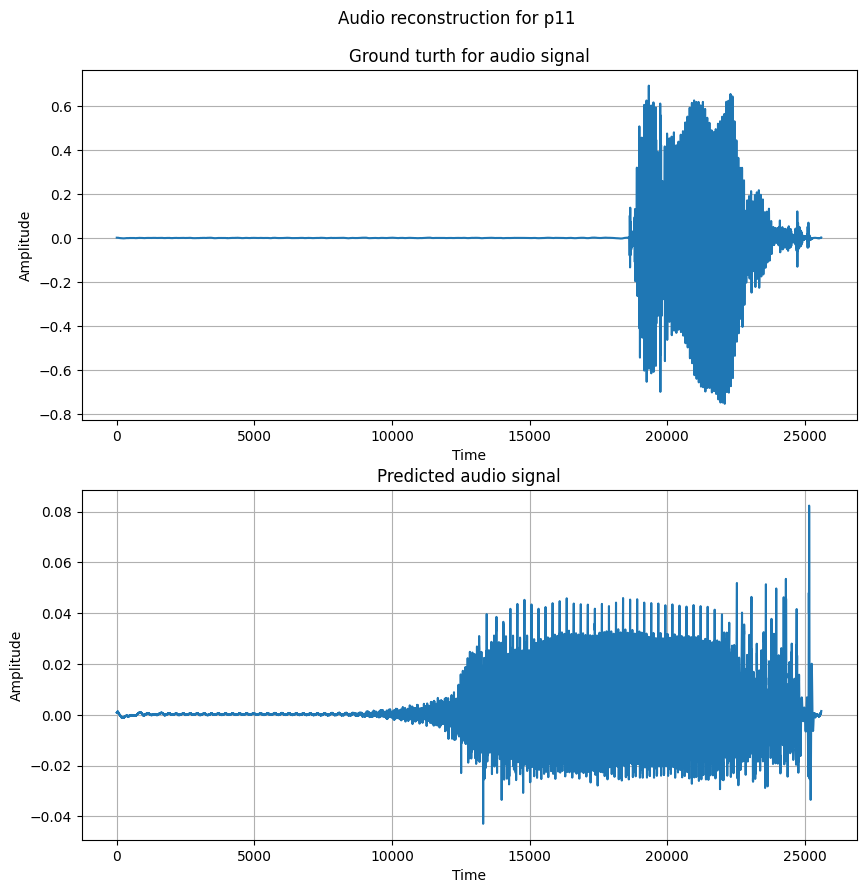 Audio reconstruction for p11
Ground turth for audio signal
0.6
0.4
0.2
0.0
−0.2
−0.4
−0.6
−0.8
Amplitude
0 5000 10000 15000 20000 25000
Time
Predicted audio signal
0.08
0.06
0.04
0.02
0.00
−0.02
−0.04
Amplitude
0 5000 10000 15000 20000 25000
Time